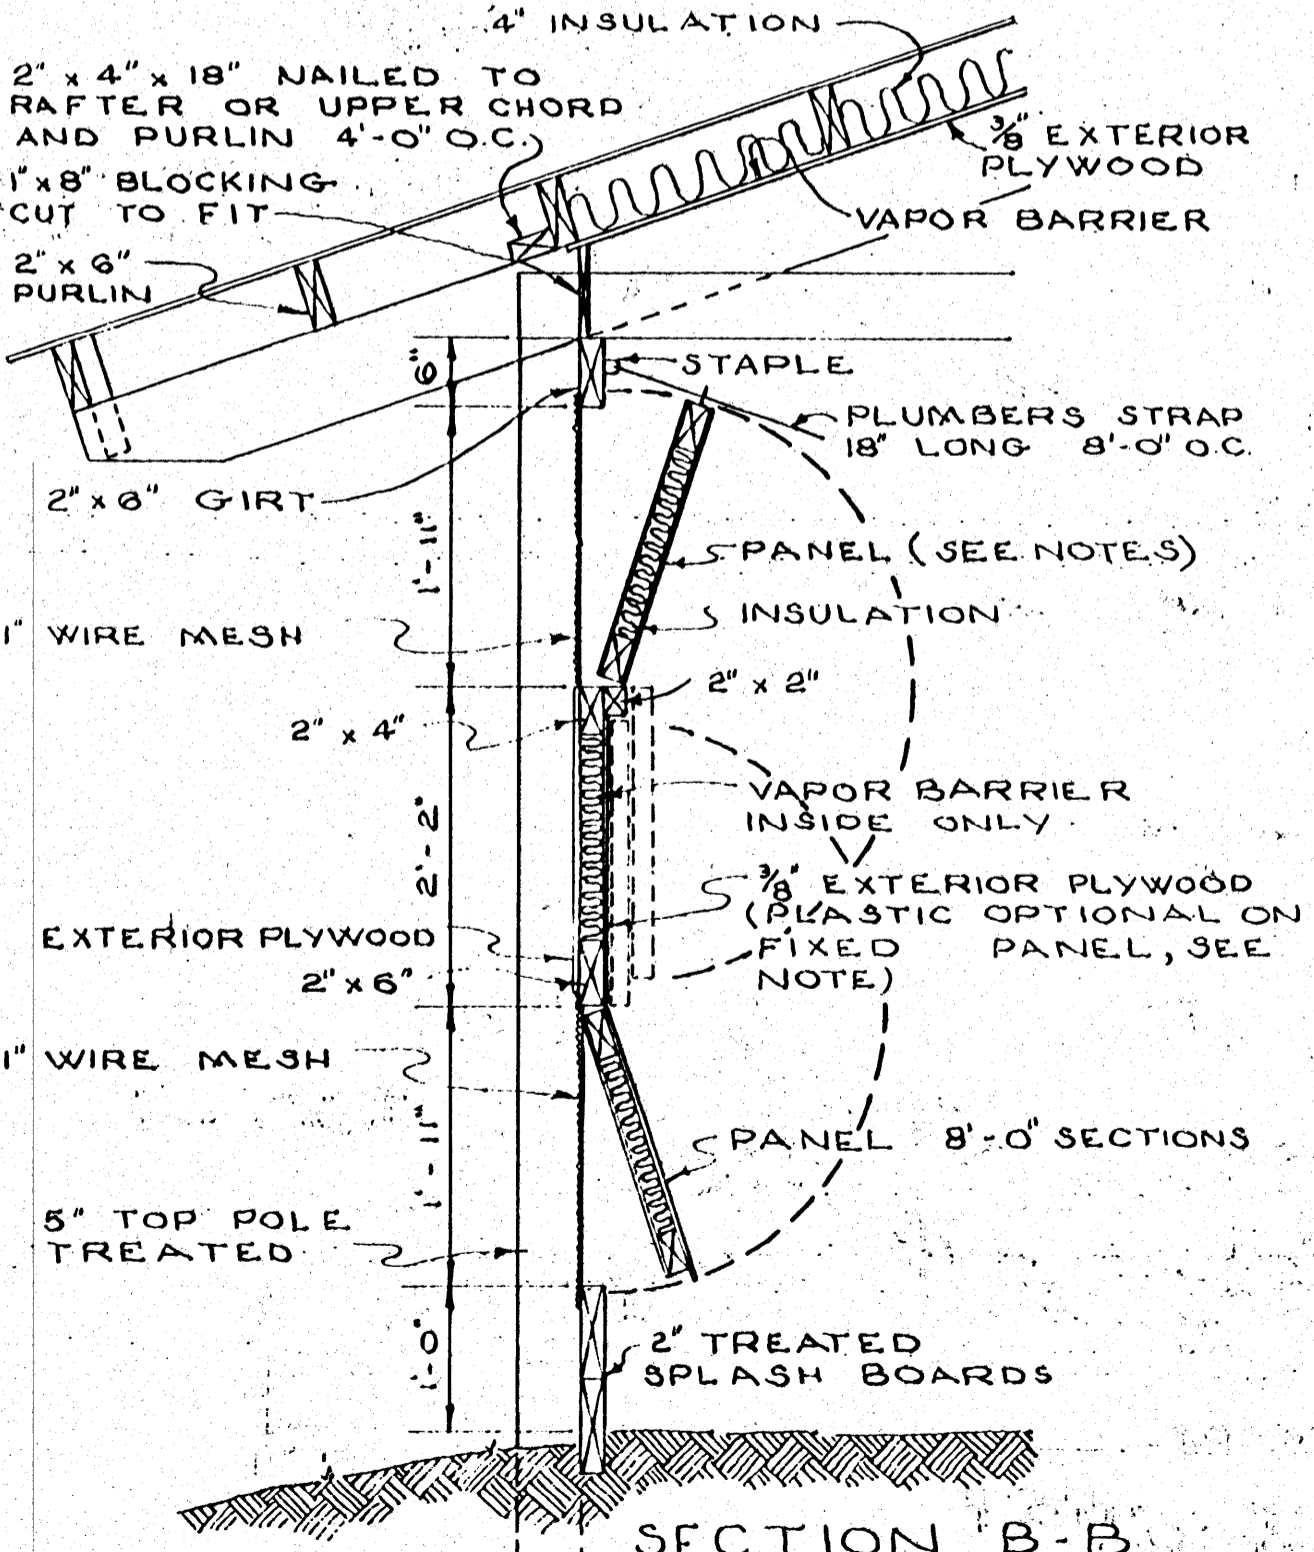 4" INSULATION
2" x 4" x 18" NAILED TO
RAFTER OR UPPER CHORD
AND PURLIN 4'-0" O.C.
3/8" EXTERIOR
PLYWOOD
1" x 8" BLOCKING
CUT TO FIT
VAPOR BARRIER
2" x 6"
PURLIN
6"
STAPLE
PLUMBERS STRAP
18" LONG 8'-0" O.C.
2" x 6" GIRT
1'-11"
PANEL (SEE NOTES)
INSULATION
1" WIRE MESH
2" x 2"
2" x 4"
VAPOR BARRIER
INSIDE ONLY
2'-2"
3/8" EXTERIOR PLYWOOD
(PLASTIC OPTIONAL ON
FIXED PANEL, SEE
NOTE)
EXTERIOR PLYWOOD
2" x 6"
1" WIRE MESH
1'-11"
PANEL 8'-0" SECTIONS
5" TOP POLE
TREATED
1'-0"
2" TREATED
SPLASH BOARDS
SECTION B-B